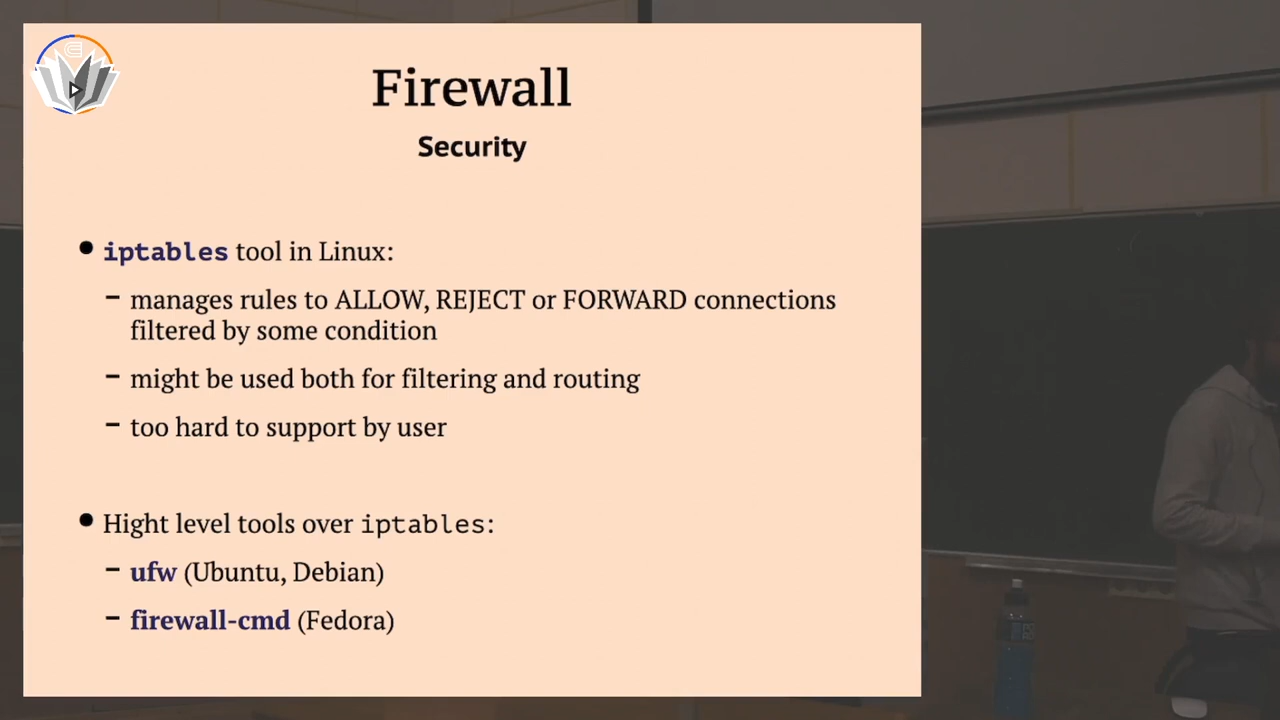 Firewall
Security
● iptables tool in Linux:
– manages rules to ALLOW, REJECT or FORWARD connections
filtered by some condition
– might be used both for filtering and routing
– too hard to support by user
● Hight level tools over iptables:
– ufw (Ubuntu, Debian)
– firewall-cmd (Fedora)